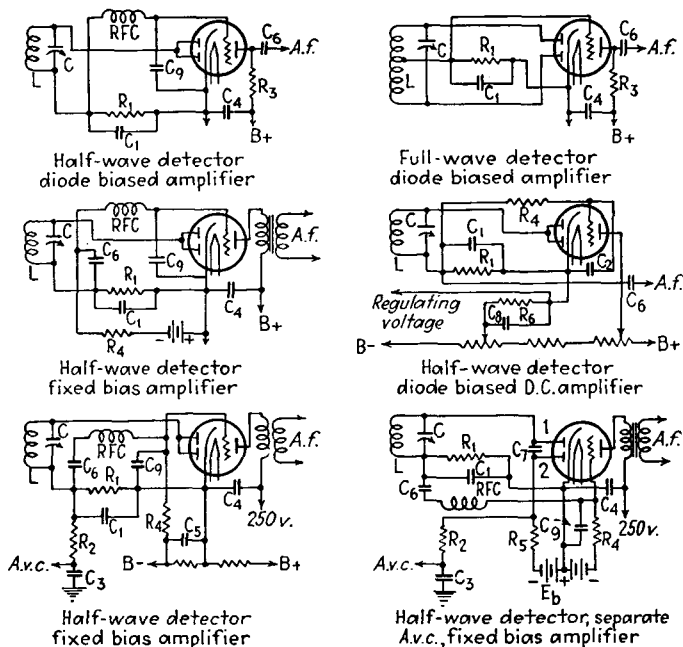 RFC
C₆
A.f.
C
C₉
R₃
L
R₁
C₄
C₁
B+
Half-wave detector
diode biased amplifier
C₆
A.f.
C
R₁
L
C₁
R₃
C₄
B+
Full-wave detector
diode biased amplifier
RFC
C
A.f.
L
C₆
C₉
R₁
C₁
C₄
B+
R₄
- +
Half-wave detector
fixed bias amplifier
R₄
C
C₁
L
R₁
C₂
A.f.
C₆
Regulating
voltage
C₈
R₆
B-
B+
Half-wave detector
diode biased D.C. amplifier
C
A.f.
RFC
L
C₆
C₉
R₁
C₄
C₁
R₄
250 v.
R₂
C₅
A.v.c.
B-
B+
C₃
Half-wave detector
fixed bias amplifier
1
C
R₁
C₇
A.f.
L
2
C₁
C₆
RFC
C₄
250 v.
R₂
C₉
R₅
R₄
A.v.c.
- + -
C₃
E_b
Half-wave detector, separate
A.v.c., fixed bias amplifier